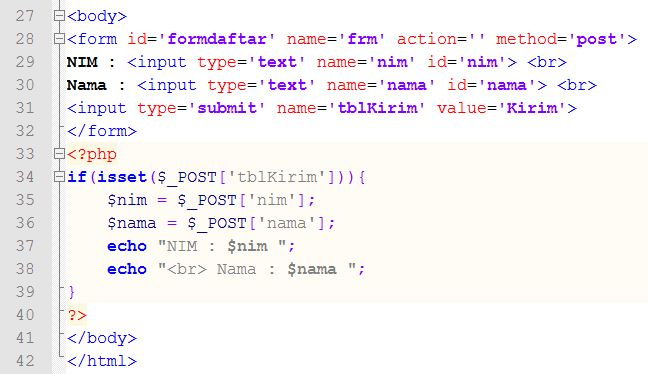 27 <body>
28 <form id='formdaftar' name='frm' action='' method='post'>
29 NIM : <input type='text' name='nim' id='nim'> <br>
30 Nama : <input type='text' name='nama' id='nama'> <br>
31 <input type='submit' name='tblKirim' value='Kirim'>
32 </form>
33 <?php
34 if(isset($_POST['tblKirim'])){
35     $nim = $_POST['nim'];
36     $nama = $_POST['nama'];
37     echo "NIM : $nim ";
38     echo "<br> Nama : $nama ";
39 }
40 ?>
41 </body>
42 </html>